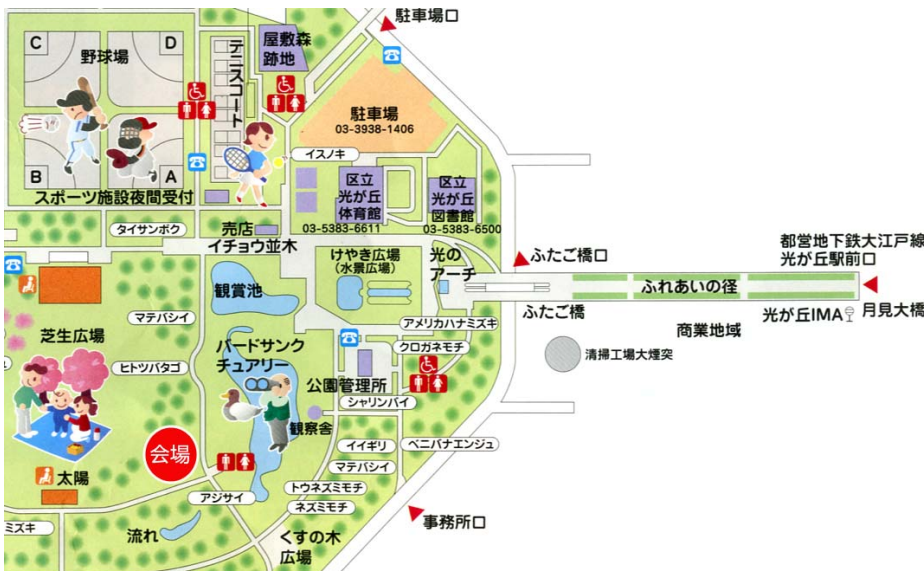 駐車場口
C
D
野球場
屋敷森
跡地
テニスコート
駐車場
03-3938-1406
イスノキ
B
A
スポーツ施設夜間受付
区立
光が丘
体育館
03-5383-6611
区立
光が丘
図書館
03-5383-6500
タイサンボク
売店
イチョウ並木
けやき広場
(水景広場)
光の
アーチ
ふたご橋口
都営地下鉄大江戸線
光が丘駅前口
観賞池
ふれあいの径
ふたご橋
光が丘IMA
月見大橋
マテバシイ
アメリカハナミズキ
商業地域
芝生広場
バードサンク
チュアリー
クロガネモチ
清掃工場大煙突
ヒトツバタゴ
公園管理所
シャリンバイ
観察舎
会場
イイギリ
ベニバナエンジュ
マテバシイ
太陽
トウネズミモチ
アジサイ
ネズミモチ
事務所口
ミズキ
流れ
くすの木
広場